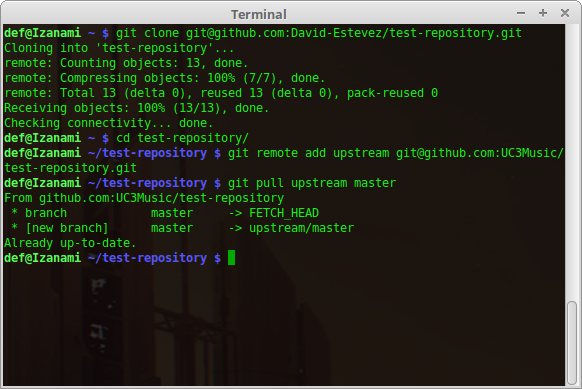 Terminal
def@Izanami ~ $ git clone git@github.com:David-Estevez/test-repository.git
Cloning into 'test-repository'...
remote: Counting objects: 13, done.
remote: Compressing objects: 100% (7/7), done.
remote: Total 13 (delta 0), reused 13 (delta 0), pack-reused 0
Receiving objects: 100% (13/13), done.
Checking connectivity... done.
def@Izanami ~ $ cd test-repository/
def@Izanami ~/test-repository $ git remote add upstream git@github.com:UC3Music/
test-repository.git
def@Izanami ~/test-repository $ git pull upstream master
From github.com:UC3Music/test-repository
 * branch            master     -> FETCH_HEAD
 * [new branch]      master     -> upstream/master
Already up-to-date.
def@Izanami ~/test-repository $